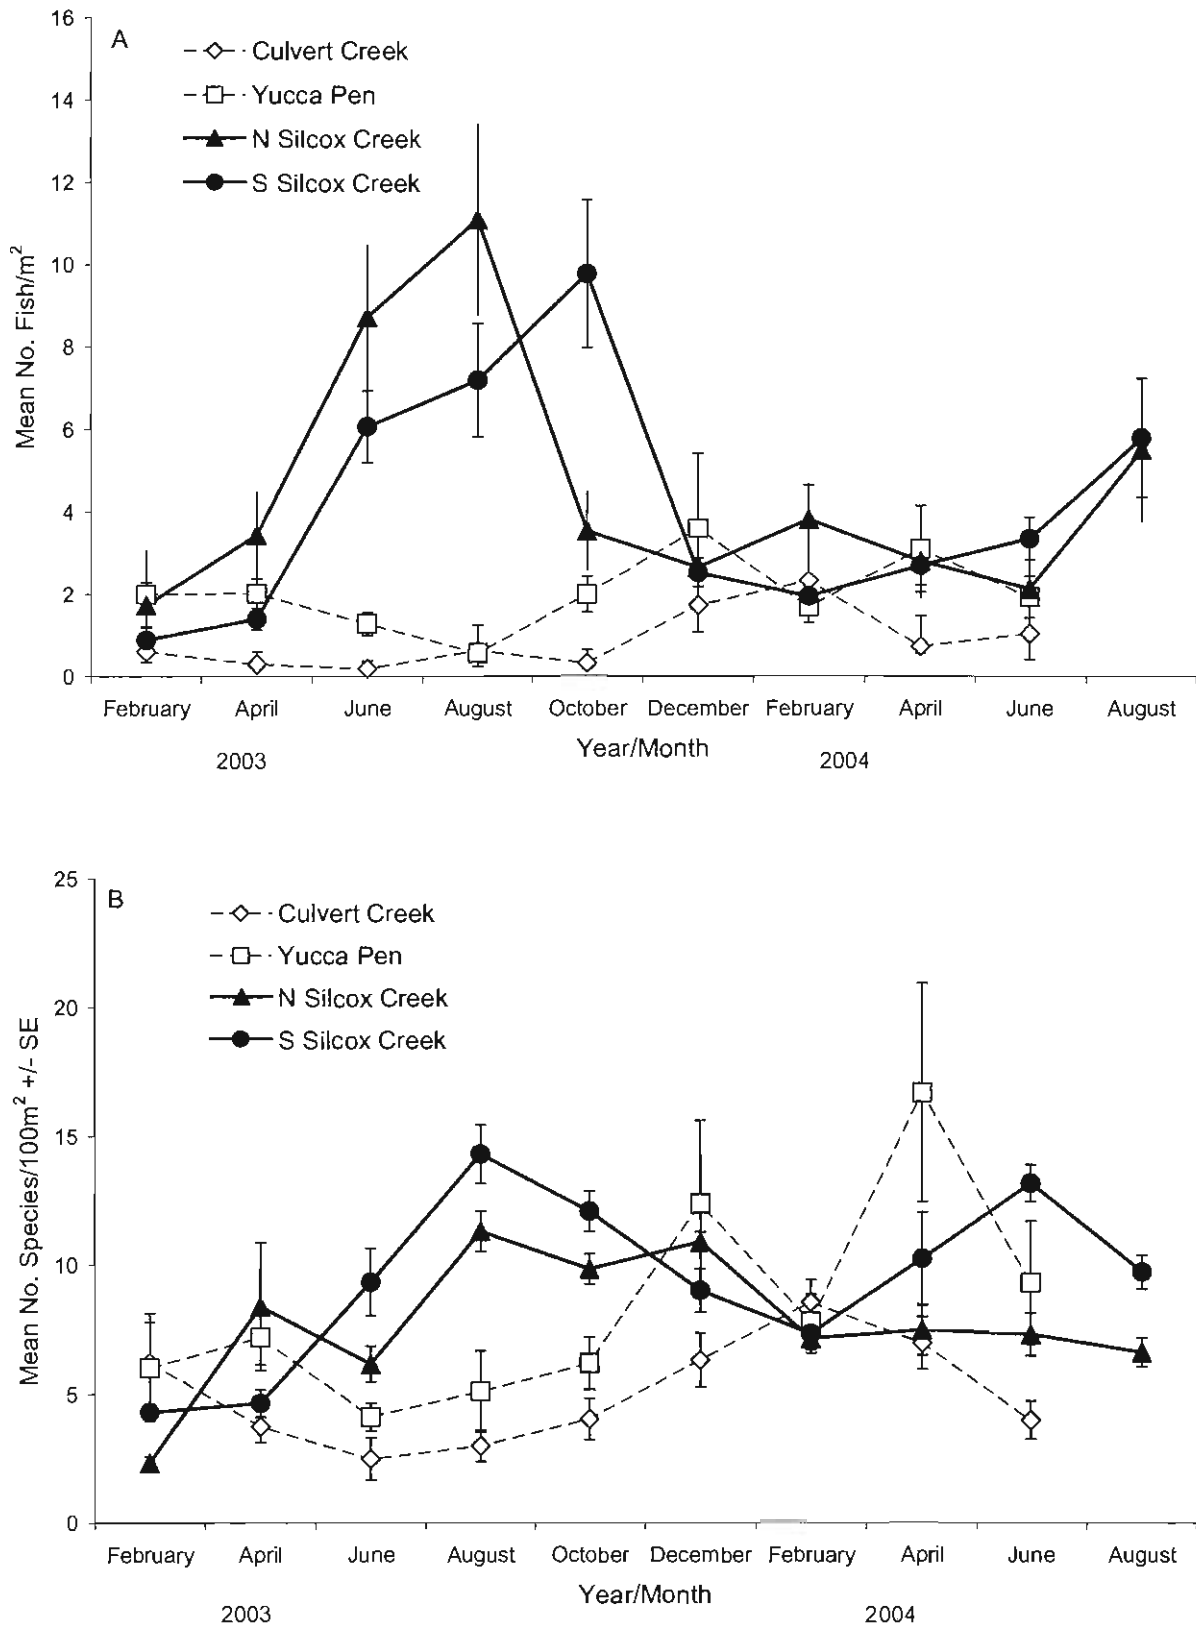 A
Culvert Creek
Yucca Pen
N Silcox Creek
S Silcox Creek
Mean No. Fish/m²
16
14
12
10
8
6
4
2
0
February April June August October December February April June August
2003 Year/Month 2004
B
Culvert Creek
Yucca Pen
N Silcox Creek
S Silcox Creek
Mean No. Species/100m² +/- SE
25
20
15
10
5
0
February April June August October December February April June August
Year/Month
2003 2004